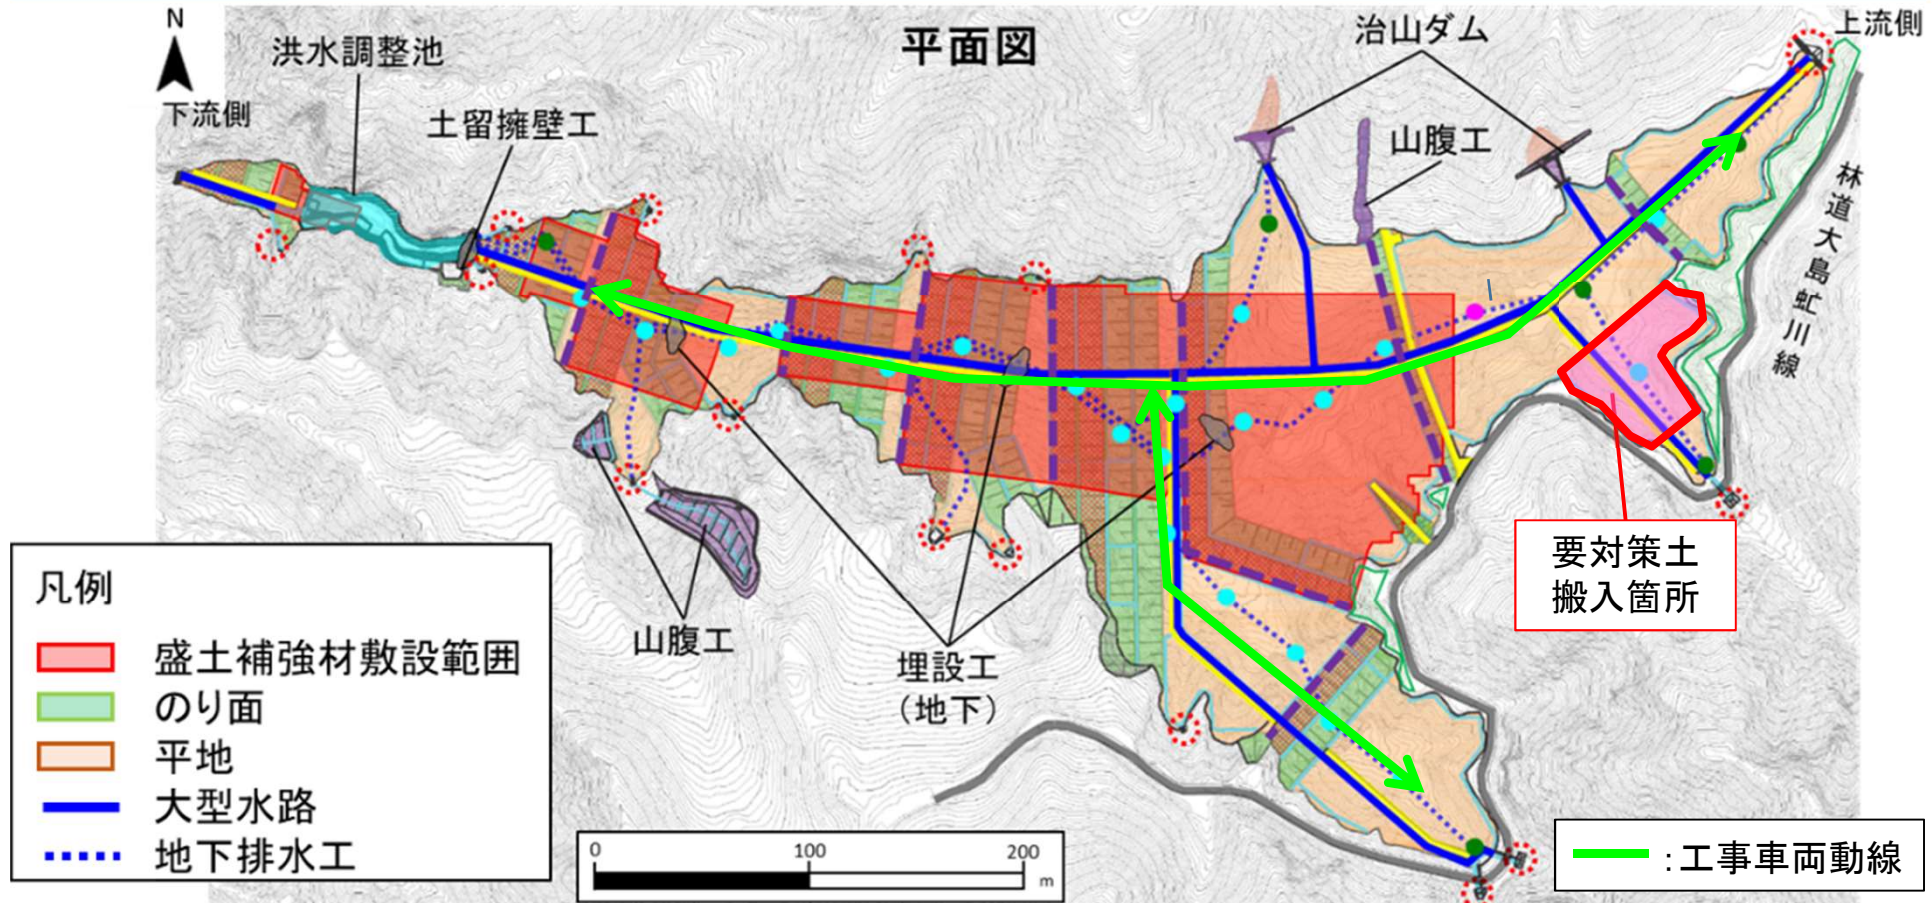 平面図
N
上流側
治山ダム
洪水調整池
下流側
土留擁壁工
山腹工
林道大島虻川線
要対策土
搬入箇所
山腹工
埋設工
(地下)
凡例
盛土補強材敷設範囲
のり面
平地
大型水路
地下排水工
0 100 200
m
:工事車両動線